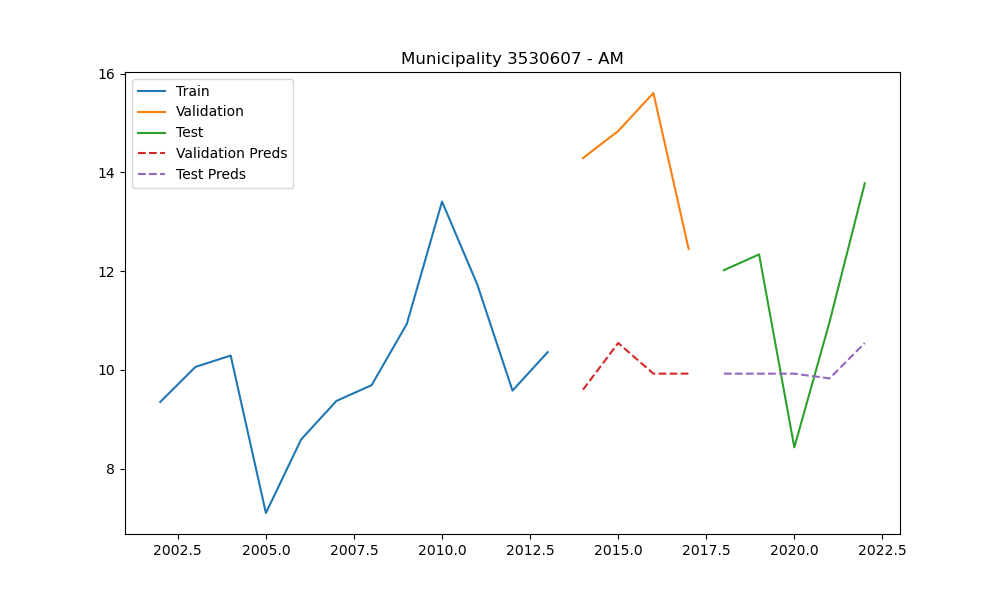 Municipality 3530607 - AM
16
14
12
10
8
Train
Validation
Test
Validation Preds
Test Preds
2002.5 2005.0 2007.5 2010.0 2012.5 2015.0 2017.5 2020.0 2022.5